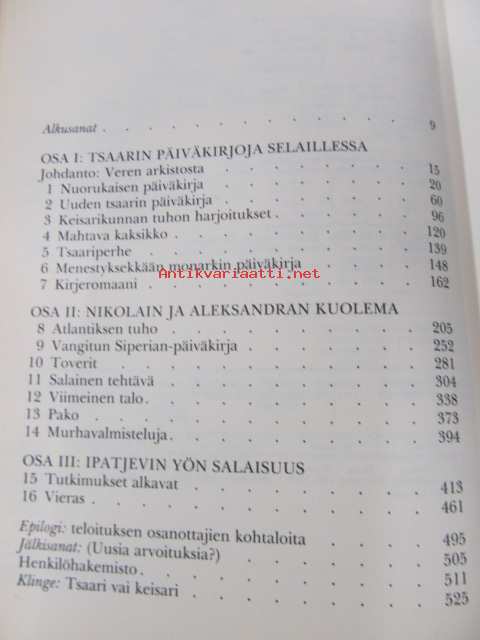 Alkusanat . . . . . . . . . . . 9
OSA I: TSAARIN PÄIVÄKIRJOJA SELAILLESSA
Johdanto: Veren arkistosta . . . . . . . 15
1 Nuorukaisen päiväkirja . . . . . . . 20
2 Uuden tsaarin päiväkirja . . . . . . . 60
3 Keisarikunnan tuhon harjoitukset . . . . . 96
4 Mahtava kaksikko . . . . . . . . 120
5 Tsaariperhe . . . . . . . . . 139
6 Menestyksekkään monarkin päiväkirja . . . . 148
Antikvariaatti.net
7 Kirjeromaani . . . . . . . . . 162
OSA II: NIKOLAIN JA ALEKSANDRAN KUOLEMA
8 Atlantiksen tuho . . . . . . . . 205
9 Vangitun Siperian-päiväkirja . . . . . . 252
10 Toverit . . . . . . . . . . 281
11 Salainen tehtävä . . . . . . . . 304
12 Viimeinen talo . . . . . . . . . 338
13 Pako . . . . . . . . . . . 373
14 Murhavalmisteluja . . . . . . . . 394
OSA III: IPATJEVIN YÖN SALAISUUS
15 Tutkimukset alkavat . . . . . . . 413
16 Vieras . . . . . . . . . . 461
Epilogi: teloituksen osanottajien kohtaloita . . . . 495
Jälkisanat: (Uusia arvoituksia?) . . . . . . 505
Henkilöhakemisto . . . . . . . . . 511
Klinge: Tsaari vai keisari . . . . . . . 525